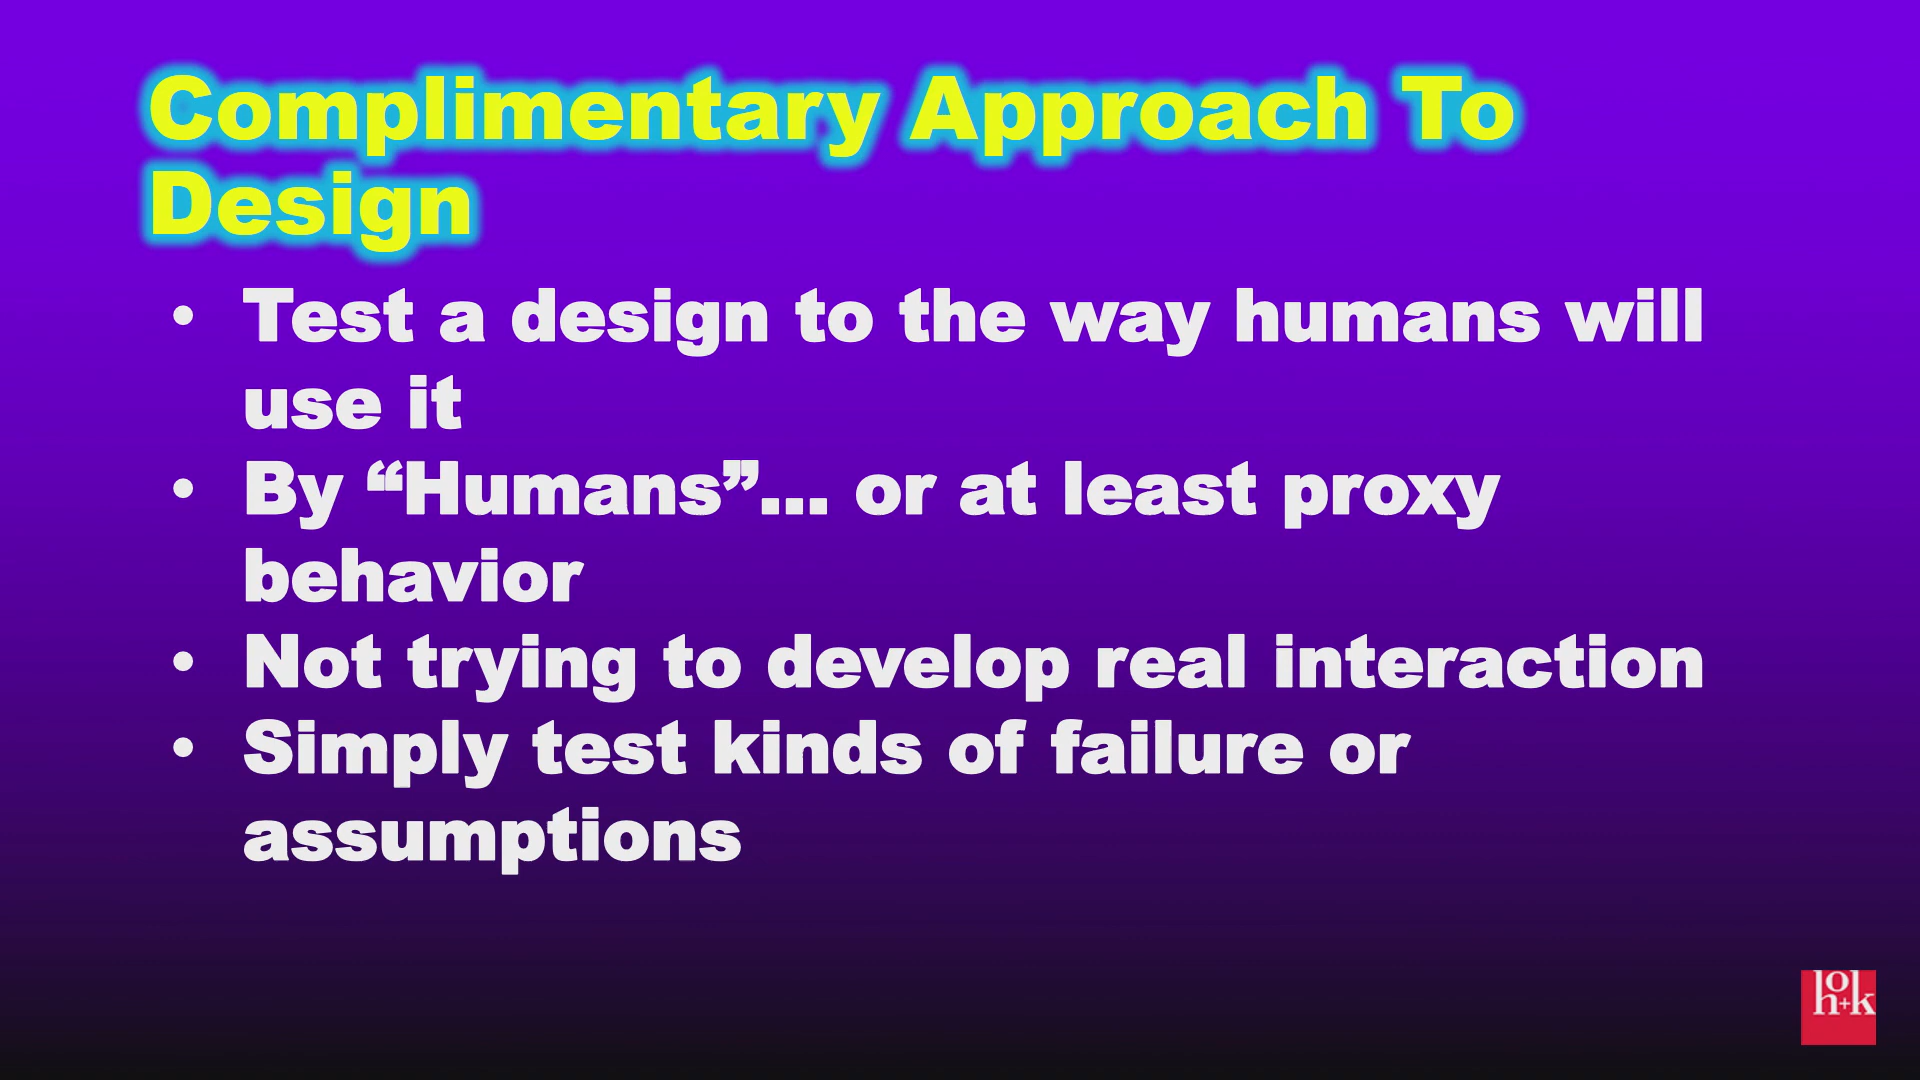 Complimentary Approach To
Design
• Test a design to the way humans will
use it
• By “Humans”... or at least proxy
behavior
• Not trying to develop real interaction
• Simply test kinds of failure or
assumptions
hok
h+k